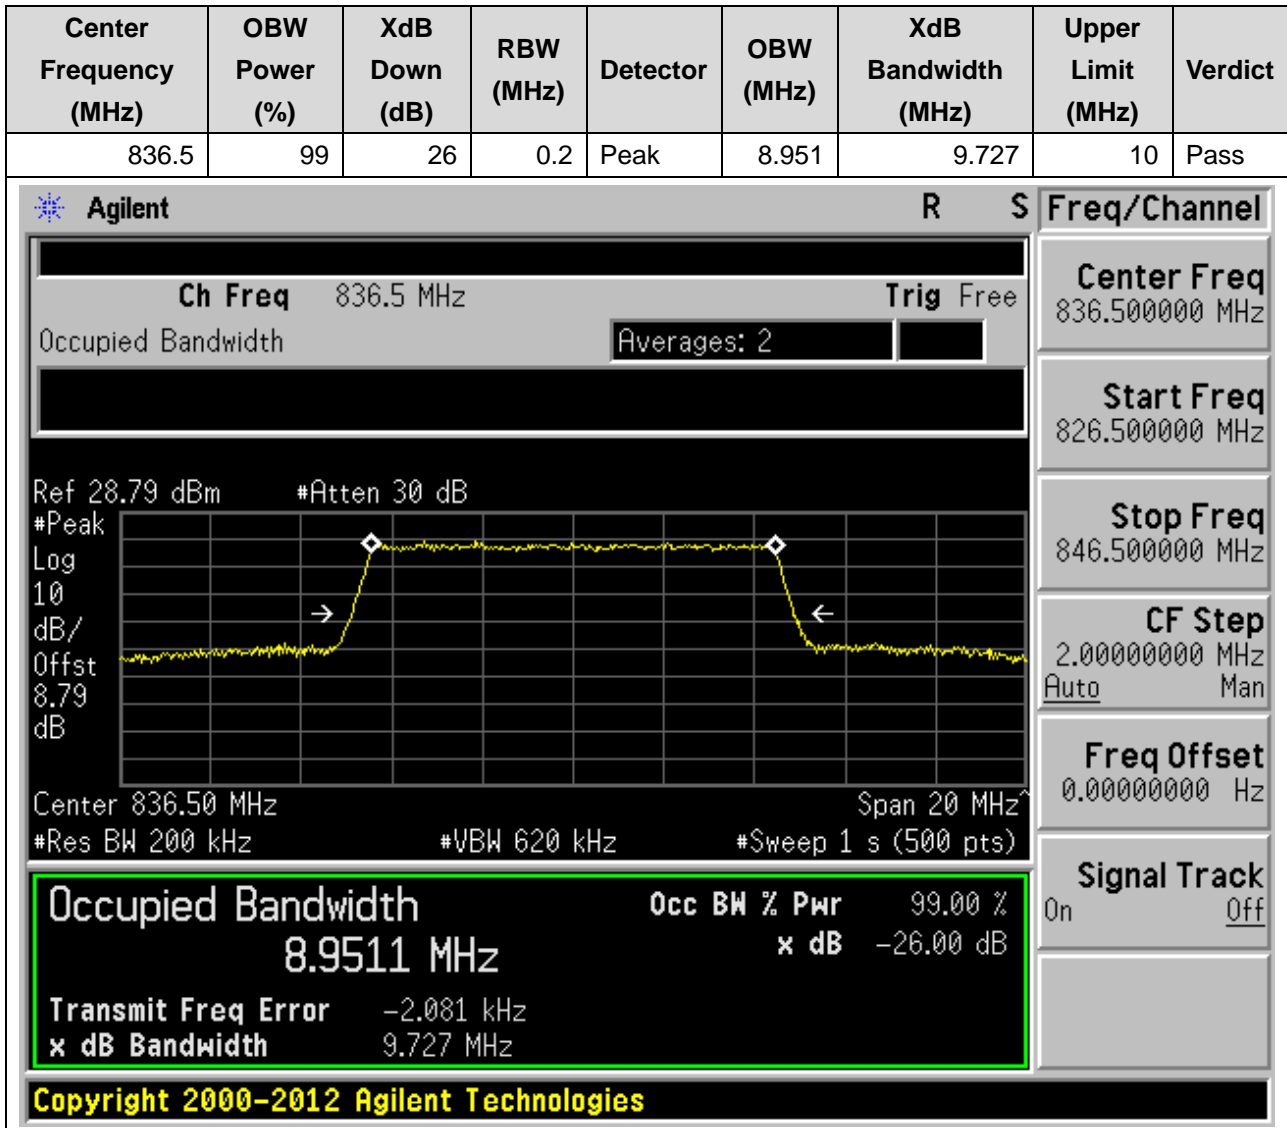 Center Frequency (MHz) OBW Power (%) XdB Down (dB) RBW (MHz) Detector OBW (MHz) XdB Bandwidth (MHz) Upper Limit (MHz) Verdict
836.5 99 26 0.2 Peak 8.951 9.727 10 Pass
Agilent R S Freq/Channel
Ch Freq 836.5 MHz Trig Free
Occupied Bandwidth Averages: 2
Center Freq
836.500000 MHz
Start Freq
826.500000 MHz
Stop Freq
846.500000 MHz
CF Step
2.00000000 MHz
Auto Man
Freq Offset
0.00000000 Hz
Signal Track
On Off
Ref 28.79 dBm #Atten 30 dB
#Peak
Log
10
dB/
Offst
8.79
dB
Center 836.50 MHz Span 20 MHz^
#Res BW 200 kHz #VBW 620 kHz #Sweep 1 s (500 pts)
Occupied Bandwidth Occ BW % Pwr 99.00 %
8.9511 MHz x dB -26.00 dB
Transmit Freq Error -2.081 kHz
x dB Bandwidth 9.727 MHz
Copyright 2000-2012 Agilent Technologies